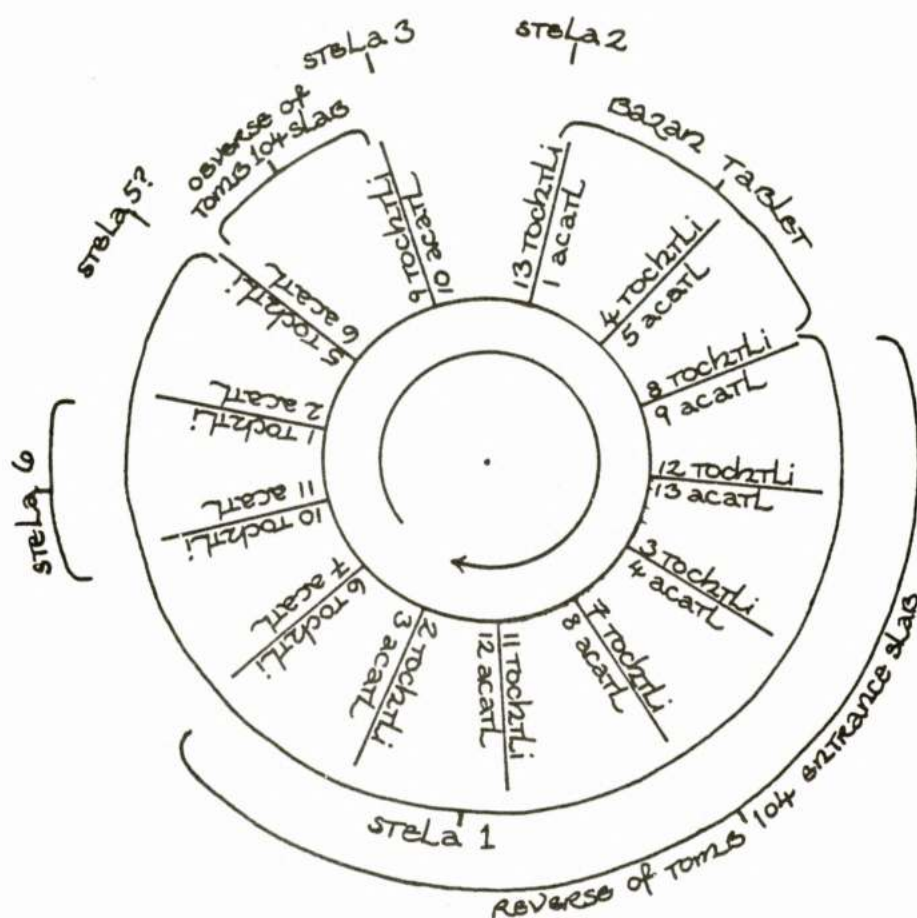 STELA 3
STELA 2
OBVERSE OF
TOMB 104 SLAB
BAZAN TABLET
STELA 5?
STELA 6
13 TOCHTLI
1 ACATL
4 TOCHTLI
5 ACATL
8 TOCHTLI
9 ACATL
12 TOCHTLI
13 ACATL
3 TOCHTLI
4 ACATL
7 TOCHTLI
8 ACATL
11 TOCHTLI
12 ACATL
2 TOCHTLI
3 ACATL
6 TOCHTLI
7 ACATL
10 TOCHTLI
11 ACATL
1 TOCHTLI
2 ACATL
5 TOCHTLI
6 ACATL
9 TOCHTLI
10 ACATL
STELA 1
REVERSE OF TOMB 104 ENTRANCE SLAB